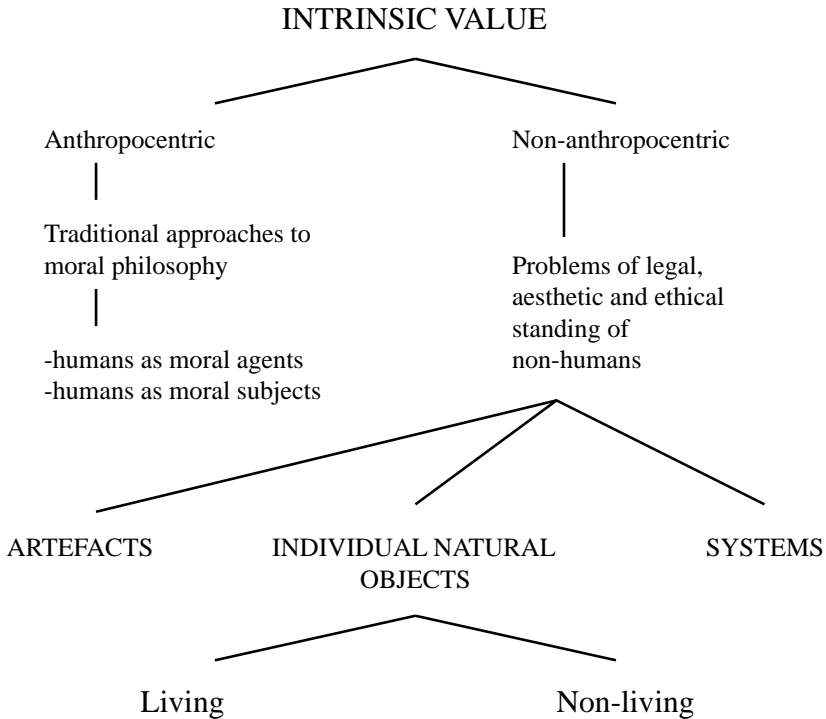 INTRINSIC VALUE
Anthropocentric
Non-anthropocentric
Traditional approaches to
moral philosophy
Problems of legal,
aesthetic and ethical
standing of
non-humans
-humans as moral agents
-humans as moral subjects
ARTEFACTS
INDIVIDUAL NATURAL
OBJECTS
SYSTEMS
Living
Non-living